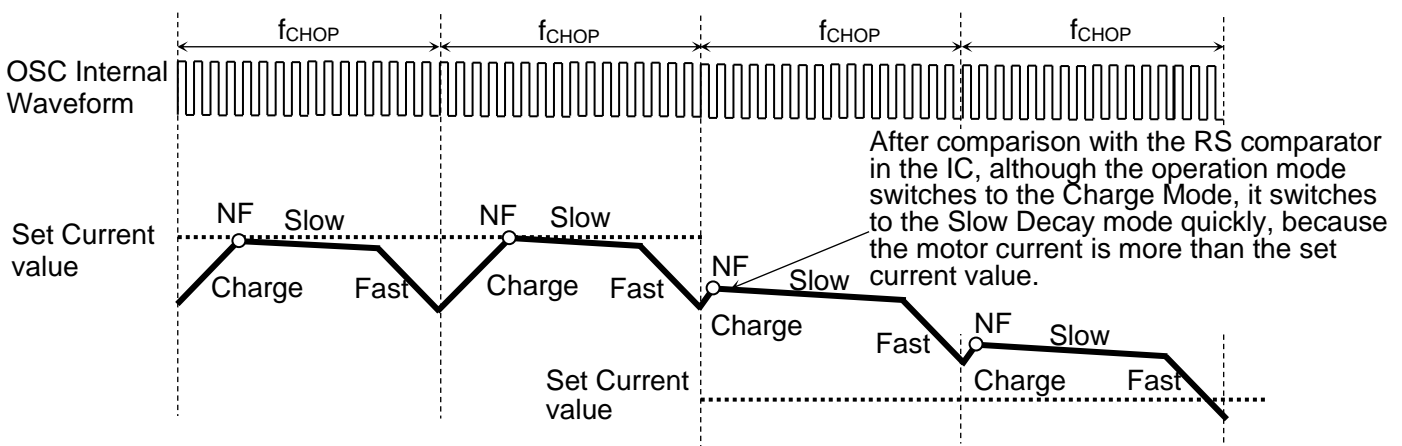 fCHOP fCHOP fCHOP fCHOP
OSC Internal
Waveform
After comparison with the RS comparator
in the IC, although the operation mode
switches to the Charge Mode, it switches
to the Slow Decay mode quickly, because
the motor current is more than the set
current value.
Set Current
value
NF Slow
Charge Fast
NF Slow
Charge Fast
NF Slow
Charge Fast
NF Slow
Charge Fast
Set Current
value